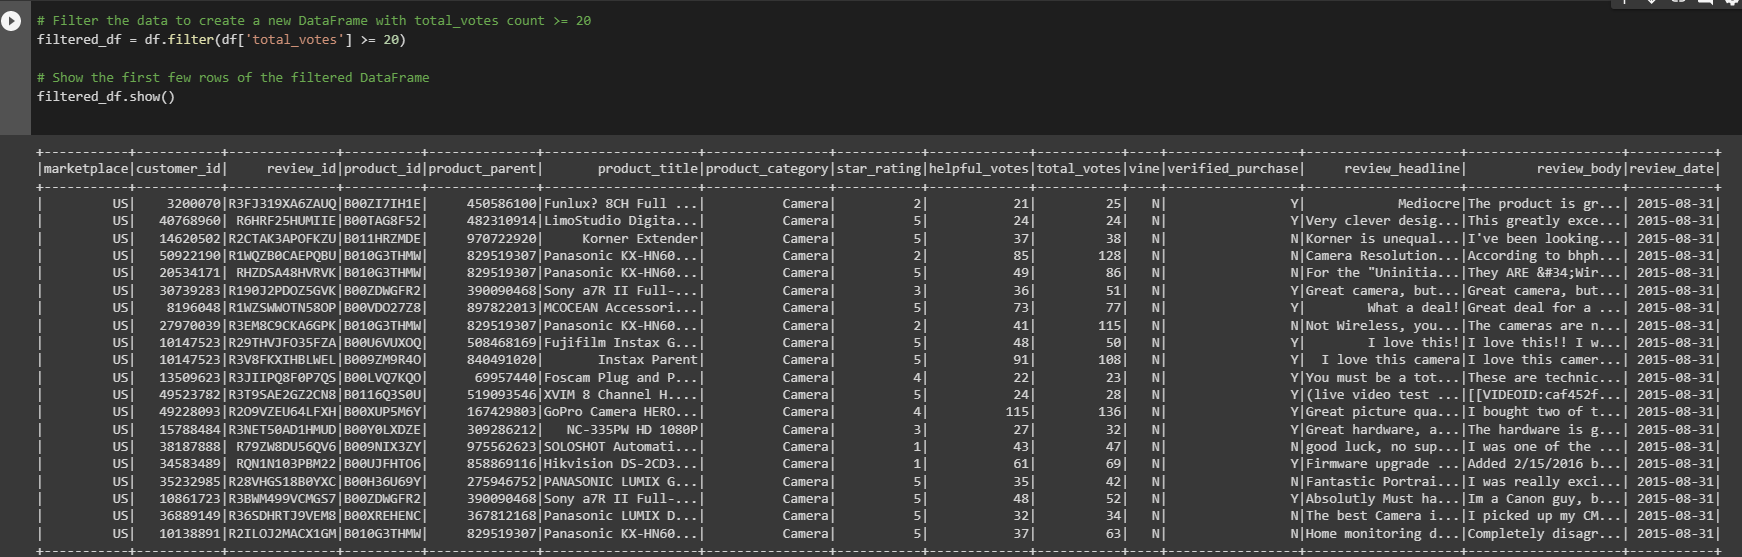 # Filter the data to create a new DataFrame with total_votes count >= 20
filtered_df = df.filter(df['total_votes'] >= 20)
# Show the first few rows of the filtered DataFrame
filtered_df.show()
+-----------+-----------+--------------+----------+--------------+--------------------+----------------+-----------+-------------+-----------+----+-----------------+--------------------+--------------------+-----------+
|marketplace|customer_id|     review_id|product_id|product_parent|       product_title|product_category|star_rating|helpful_votes|total_votes|vine|verified_purchase|     review_headline|         review_body|review_date|
+-----------+-----------+--------------+----------+--------------+--------------------+----------------+-----------+-------------+-----------+----+-----------------+--------------------+--------------------+-----------+
|         US|    3200070|R3FJ319XA6ZAUQ|B00ZI7IH1E|     450586100|Funlux? 8CH Full ...|          Camera|          2|           21|         25|   N|                Y|            Mediocre|The product is gr...| 2015-08-31|
|         US|   40768960| R6HRF25HUMIIE|B00TAG8F52|     482310914|LimoStudio Digita...|          Camera|          5|           24|         24|   N|                Y|Very clever desig...|This greatly exce...| 2015-08-31|
|         US|   14620502|R2CTAK3APOFKZU|B011HRZMDE|     970722920|     Korner Extender|          Camera|          5|           37|         38|   N|                N|Korner is unequal...|I've been looking...| 2015-08-31|
|         US|   50922190|R1WQZB0CAEPQBU|B010G3THMW|     829519307|Panasonic KX-HN60...|          Camera|          2|           85|        128|   N|                N|Camera Resolution...|According to bhph...| 2015-08-31|
|         US|   20534171| RHZDSA48HVRVK|B010G3THMW|     829519307|Panasonic KX-HN60...|          Camera|          5|           49|         86|   N|                N|For the "Uninitia...|They ARE &#34;Wir...| 2015-08-31|
|         US|   30739283|R190J2PDOZ5GVK|B00ZDWGFR2|     390090468|Sony a7R II Full-...|          Camera|          3|           36|         51|   N|                Y|Great camera, but...|Great camera, but...| 2015-08-31|
|         US|    8196048|R1WZSWWOTN58OP|B00VDO27Z8|     897822013|MCOCEAN Accessori...|          Camera|          5|           73|         77|   N|                Y|        What a deal!|Great deal for a ...| 2015-08-31|
|         US|   27970039|R3EM8C9CKA6GPK|B010G3THMW|     829519307|Panasonic KX-HN60...|          Camera|          2|           41|        115|   N|                N|Not Wireless, you...|The cameras are n...| 2015-08-31|
|         US|   10147523|R29THVJFO35FZA|B00U6VUXOQ|     508468169|Fujifilm Instax G...|          Camera|          5|           48|         50|   N|                Y|        I love this!|I love this!! I w...| 2015-08-31|
|         US|   10147523|R3V8FKXIHBLWEL|B009ZM9R4O|     840491020|       Instax Parent|          Camera|          5|           91|        108|   N|                Y|  I love this camera|I love this camer...| 2015-08-31|
|         US|   13509623|R3JIIPQ8F0P7QS|B00LVQ7KQO|      69957440|Foscam Plug and P...|          Camera|          4|           22|         23|   N|                Y|You must be a tot...|These are technic...| 2015-08-31|
|         US|   49523782|R3T9SAE2GZ2CN8|B0116Q3S0U|     519093546|XVIM 8 Channel H....|          Camera|          5|           24|         28|   N|                Y|(live video test ...|[[VIDEOID:caf452f...| 2015-08-31|
|         US|   49228093|R2O9VZEU64LFXH|B00XUP5M6Y|     167429803|GoPro Camera HERO...|          Camera|          4|          115|        136|   N|                Y|Great picture qua...|I bought two of t...| 2015-08-31|
|         US|   15788484|R3NET50AD1HMUD|B00Y0LXDZE|     309286212|   NC-335PW HD 1080P|          Camera|          3|           27|         32|   N|                Y|Great hardware, a...|The hardware is g...| 2015-08-31|
|         US|   38187888| R79ZW8DU56QV6|B009NIX3ZY|     975562623|SOLOSHOT Automati...|          Camera|          1|           43|         47|   N|                N|good luck, no sup...|I was one of the ...| 2015-08-31|
|         US|   34583489| RQN1N103PBM22|B00UJFHTO6|     858869116|Hikvision DS-2CD3...|          Camera|          1|           61|         69|   N|                Y|Firmware upgrade ...|Added 2/15/2016 b...| 2015-08-31|
|         US|   35232985|R28VHGS18B0YXC|B00H36U69Y|     275946752|PANASONIC LUMIX G...|          Camera|          5|           35|         42|   N|                N|Fantastic Portrai...|I was really exci...| 2015-08-31|
|         US|   10861723|R3BWM499VCMGS7|B00ZDWGFR2|     390090468|Sony a7R II Full-...|          Camera|          5|           48|         52|   N|                Y|Absolutly Must ha...|Im a Canon guy, b...| 2015-08-31|
|         US|   36889149|R36SDHRTJ9VEM8|B00XREHENC|     367812168|Panasonic LUMIX D...|          Camera|          5|           32|         34|   N|                N|The best Camera i...|I picked up my CM...| 2015-08-31|
|         US|   10138891|R2ILOJ2MACX1GM|B010G3THMW|     829519307|Panasonic KX-HN60...|          Camera|          5|           37|         63|   N|                N|Home monitoring d...|Completely disagr...| 2015-08-31|
+-----------+-----------+--------------+----------+--------------+--------------------+----------------+-----------+-------------+-----------+----+-----------------+--------------------+--------------------+-----------+